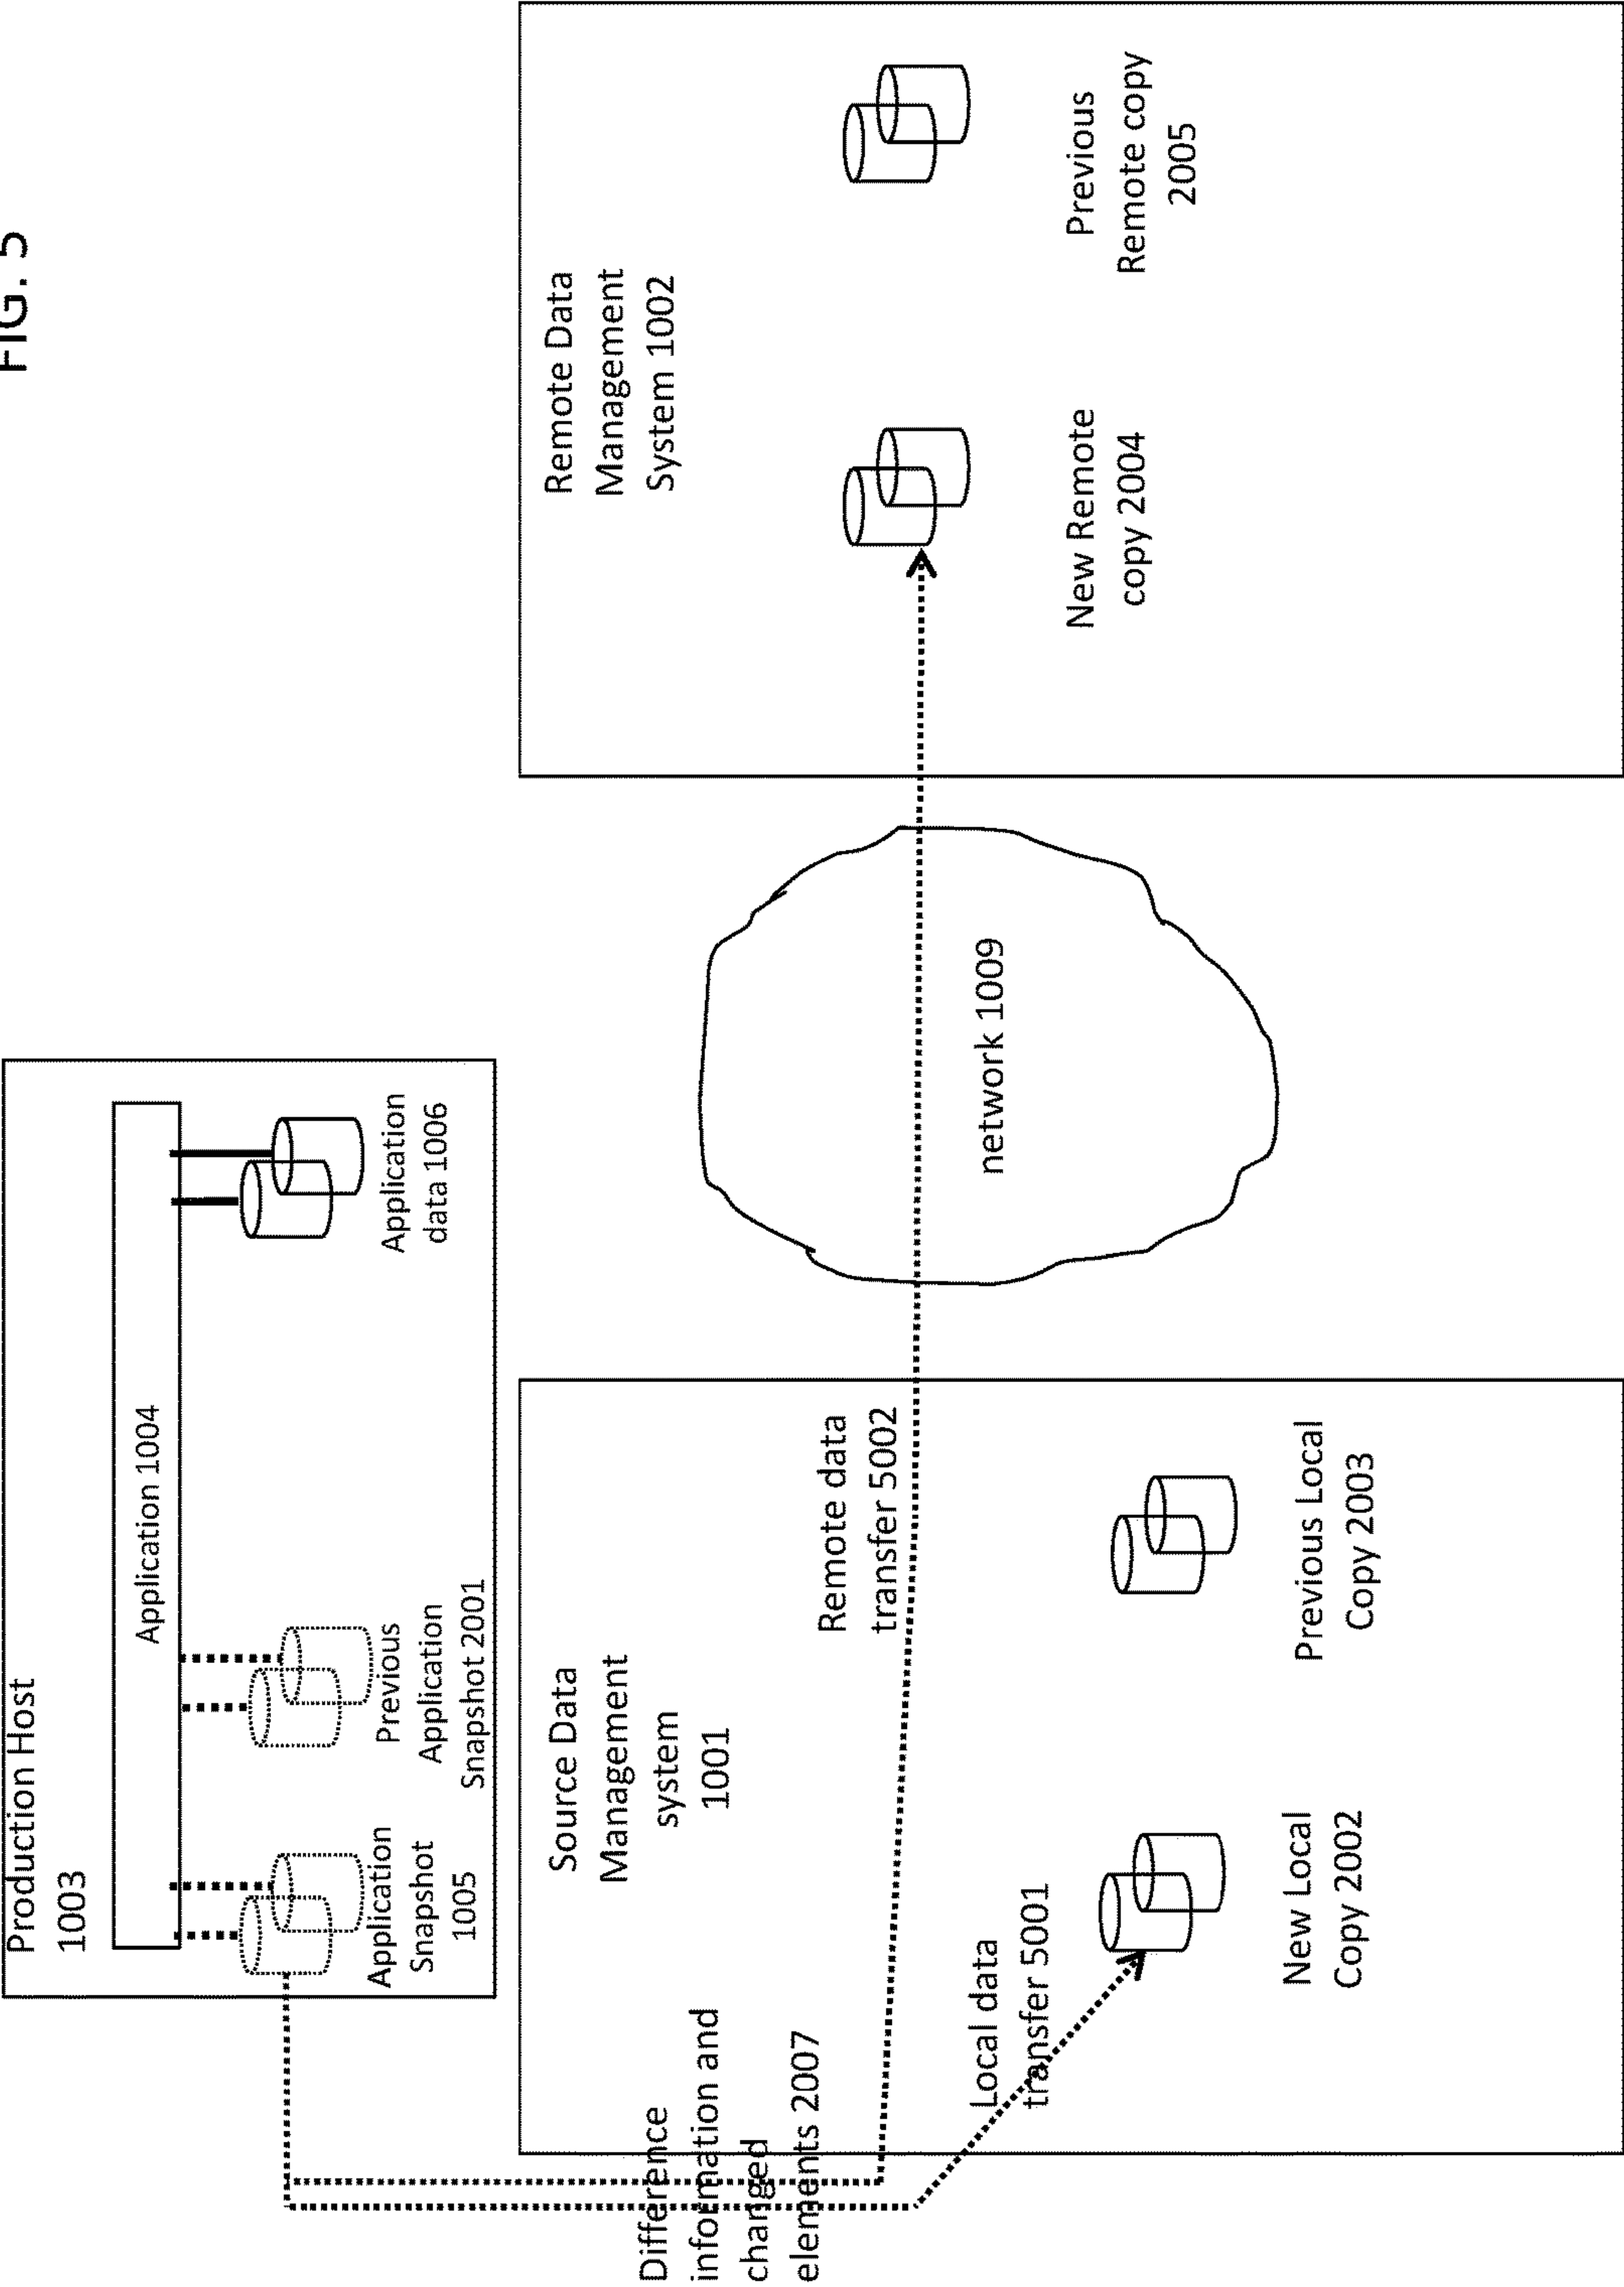 FIG. 5
Production Host
1003
Application 1004
Application
Snapshot
1005
Previous
Application
Snapshot 2001
Application
data 1006
Difference
information and
changed
elements 2007
Source Data
Management
system
1001
Remote data
transfer 5002
Local data
transfer 5001
New Local
Copy 2002
Previous Local
Copy 2003
network 1009
Remote Data
Management
System 1002
New Remote
copy 2004
Previous
Remote copy
2005